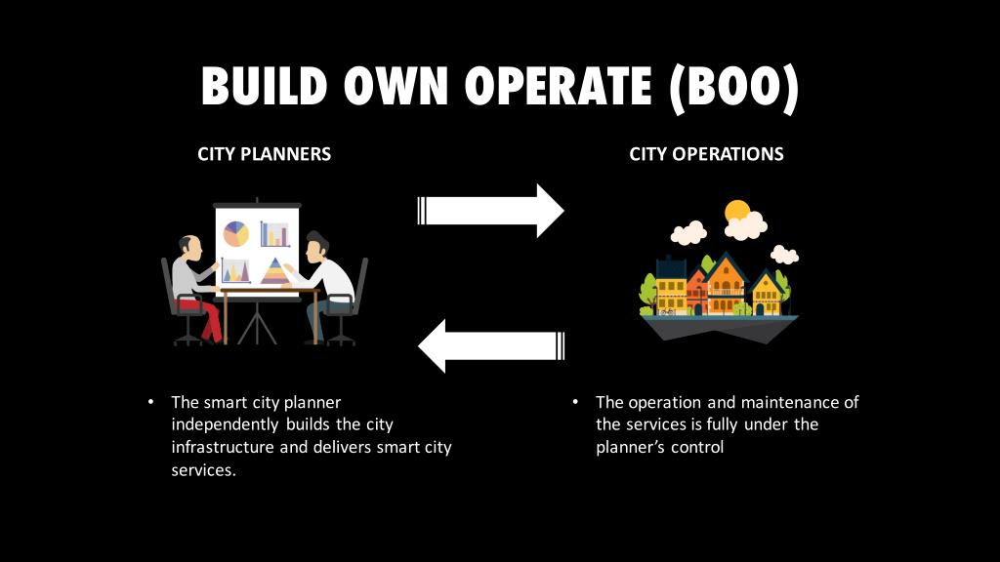 BUILD OWN OPERATE (BOO)
CITY PLANNERS
CITY OPERATIONS
• The smart city planner
independently builds the city
infrastructure and delivers smart city
services.
• The operation and maintenance of
the services is fully under the
planner’s control